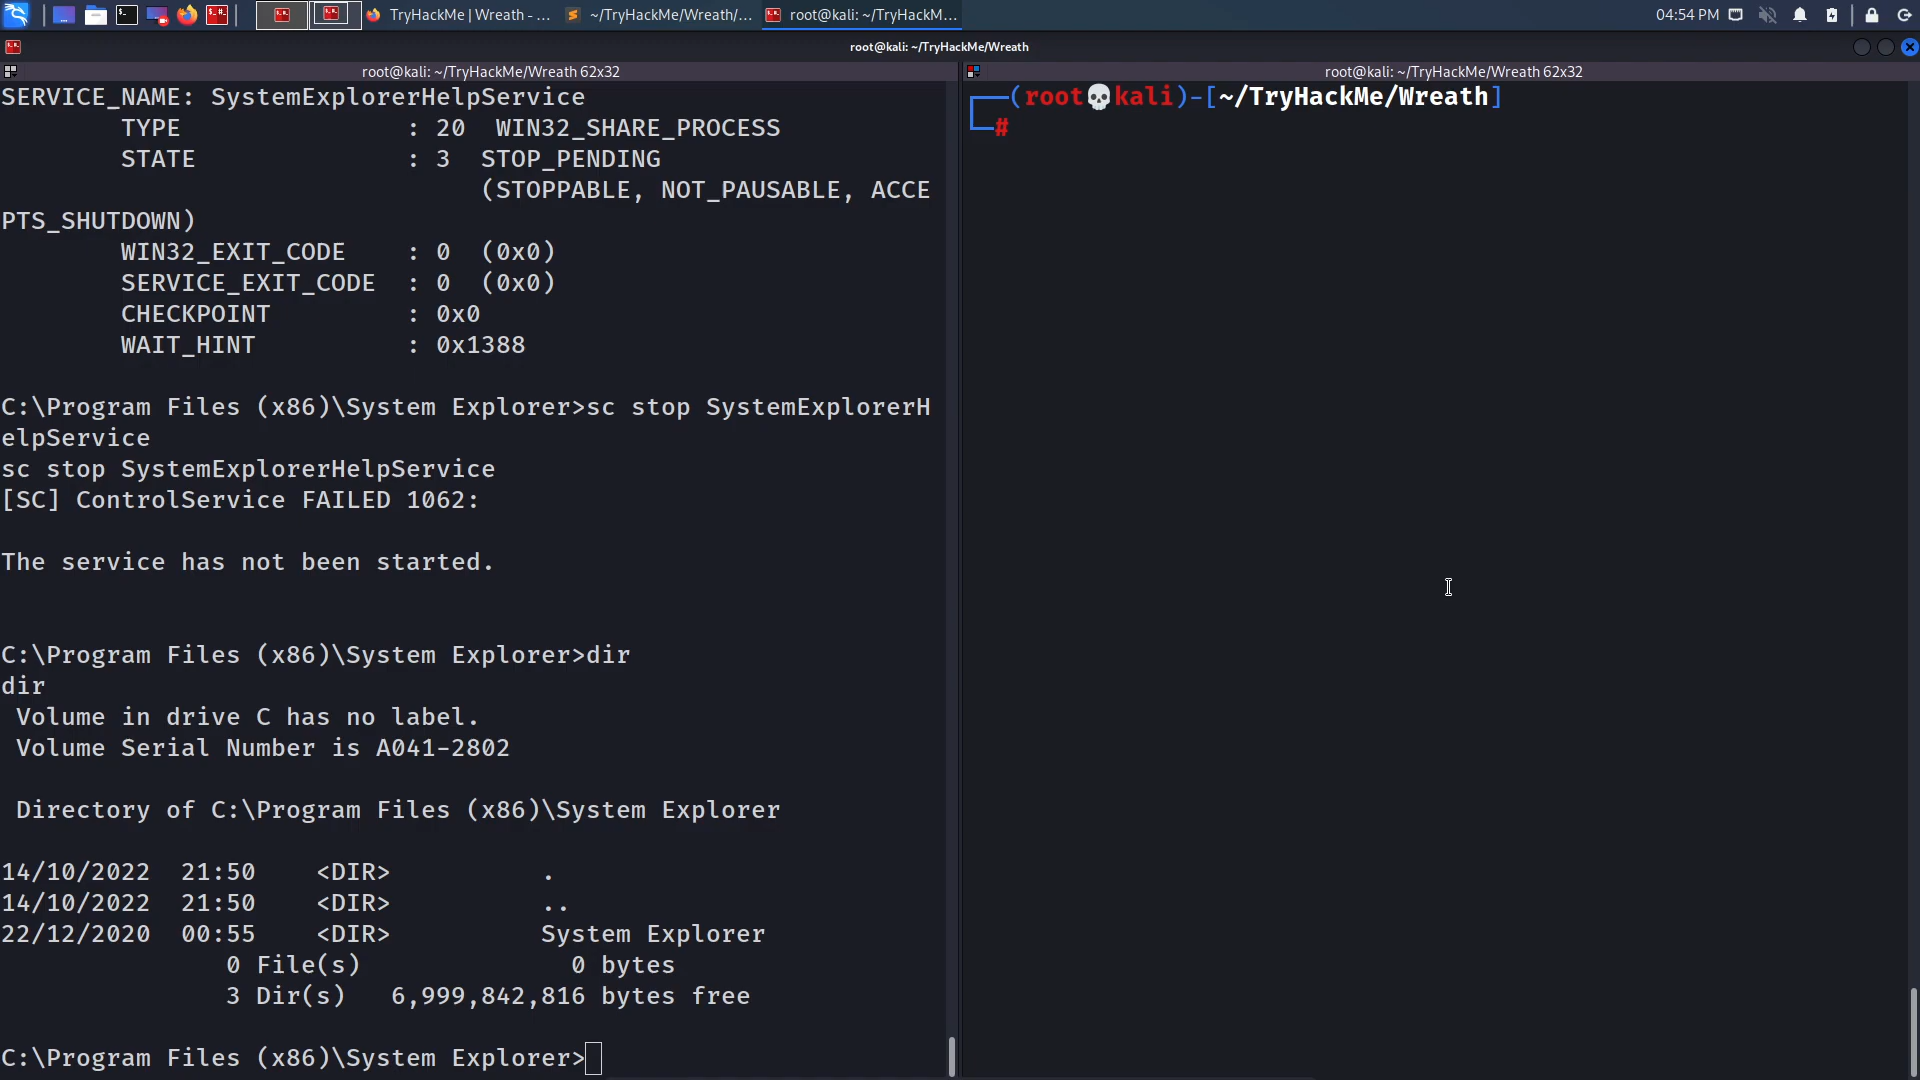 TryHackMe | Wreath - ...
~/TryHackMe/Wreath/...
root@kali: ~/TryHackM...
04:54 PM
root@kali: ~/TryHackMe/Wreath
root@kali: ~/TryHackMe/Wreath 62x32
SERVICE_NAME: SystemExplorerHelpService
TYPE : 20 WIN32_SHARE_PROCESS
STATE : 3 STOP_PENDING
(STOPPABLE, NOT_PAUSABLE, ACCE
PTS_SHUTDOWN)
WIN32_EXIT_CODE : 0 (0x0)
SERVICE_EXIT_CODE : 0 (0x0)
CHECKPOINT : 0x0
WAIT_HINT : 0x1388
C:\Program Files (x86)\System Explorer>sc stop SystemExplorerH
elpService
sc stop SystemExplorerHelpService
[SC] ControlService FAILED 1062:
The service has not been started.
C:\Program Files (x86)\System Explorer>dir
dir
Volume in drive C has no label.
Volume Serial Number is A041-2802
Directory of C:\Program Files (x86)\System Explorer
14/10/2022 21:50 <DIR> .
14/10/2022 21:50 <DIR> ..
22/12/2020 00:55 <DIR> System Explorer
0 File(s) 0 bytes
3 Dir(s) 6,999,842,816 bytes free
C:\Program Files (x86)\System Explorer>
root@kali: ~/TryHackMe/Wreath 62x32
┌──(root💀kali)-[~/TryHackMe/Wreath]
└─#